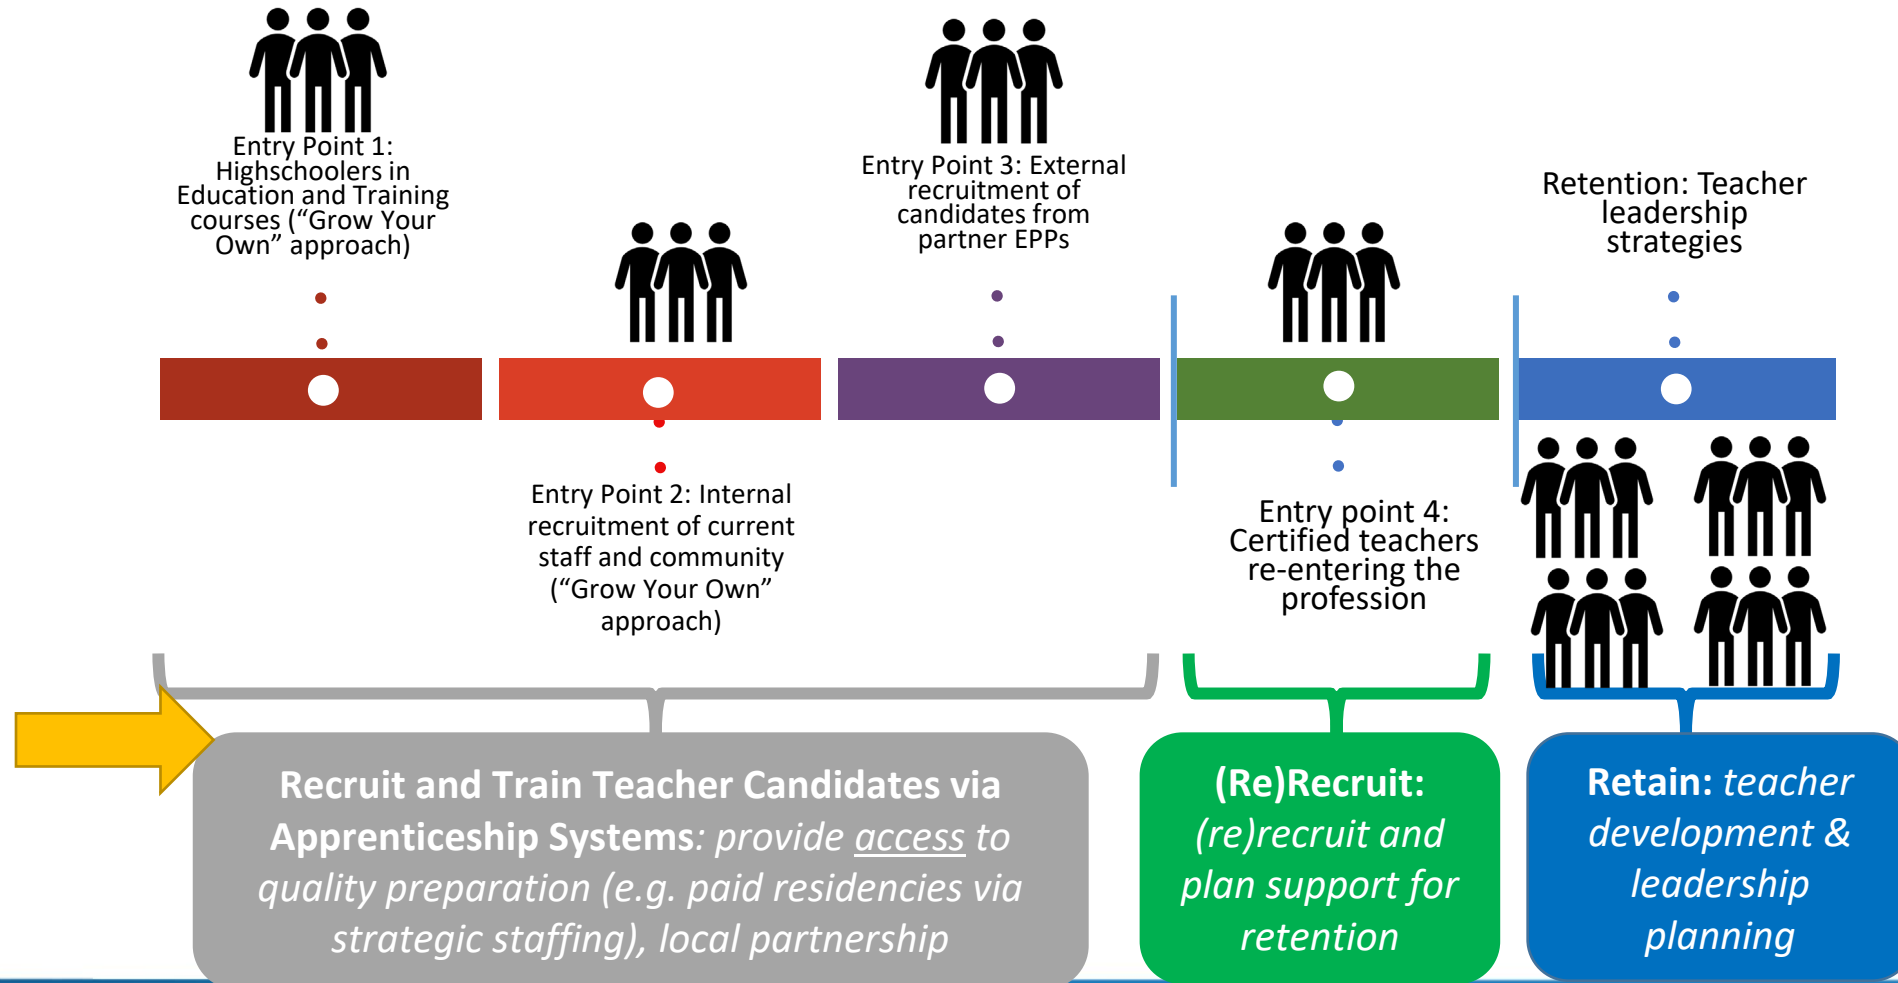 Entry Point 1:
Highschoolers in
Education and Training
courses (“Grow Your
Own” approach)
Entry Point 2: Internal
recruitment of current
staff and community
(“Grow Your Own”
approach)
Entry Point 3: External
recruitment of
candidates from
partner EPPs
Entry point 4:
Certified teachers
re-entering the
profession
Retention: Teacher
leadership
strategies
Recruit and Train Teacher Candidates via
Apprenticeship Systems: provide access to
quality preparation (e.g. paid residencies via
strategic staffing), local partnership
(Re)Recruit:
(re)recruit and
plan support for
retention
Retain: teacher
development &
leadership
planning